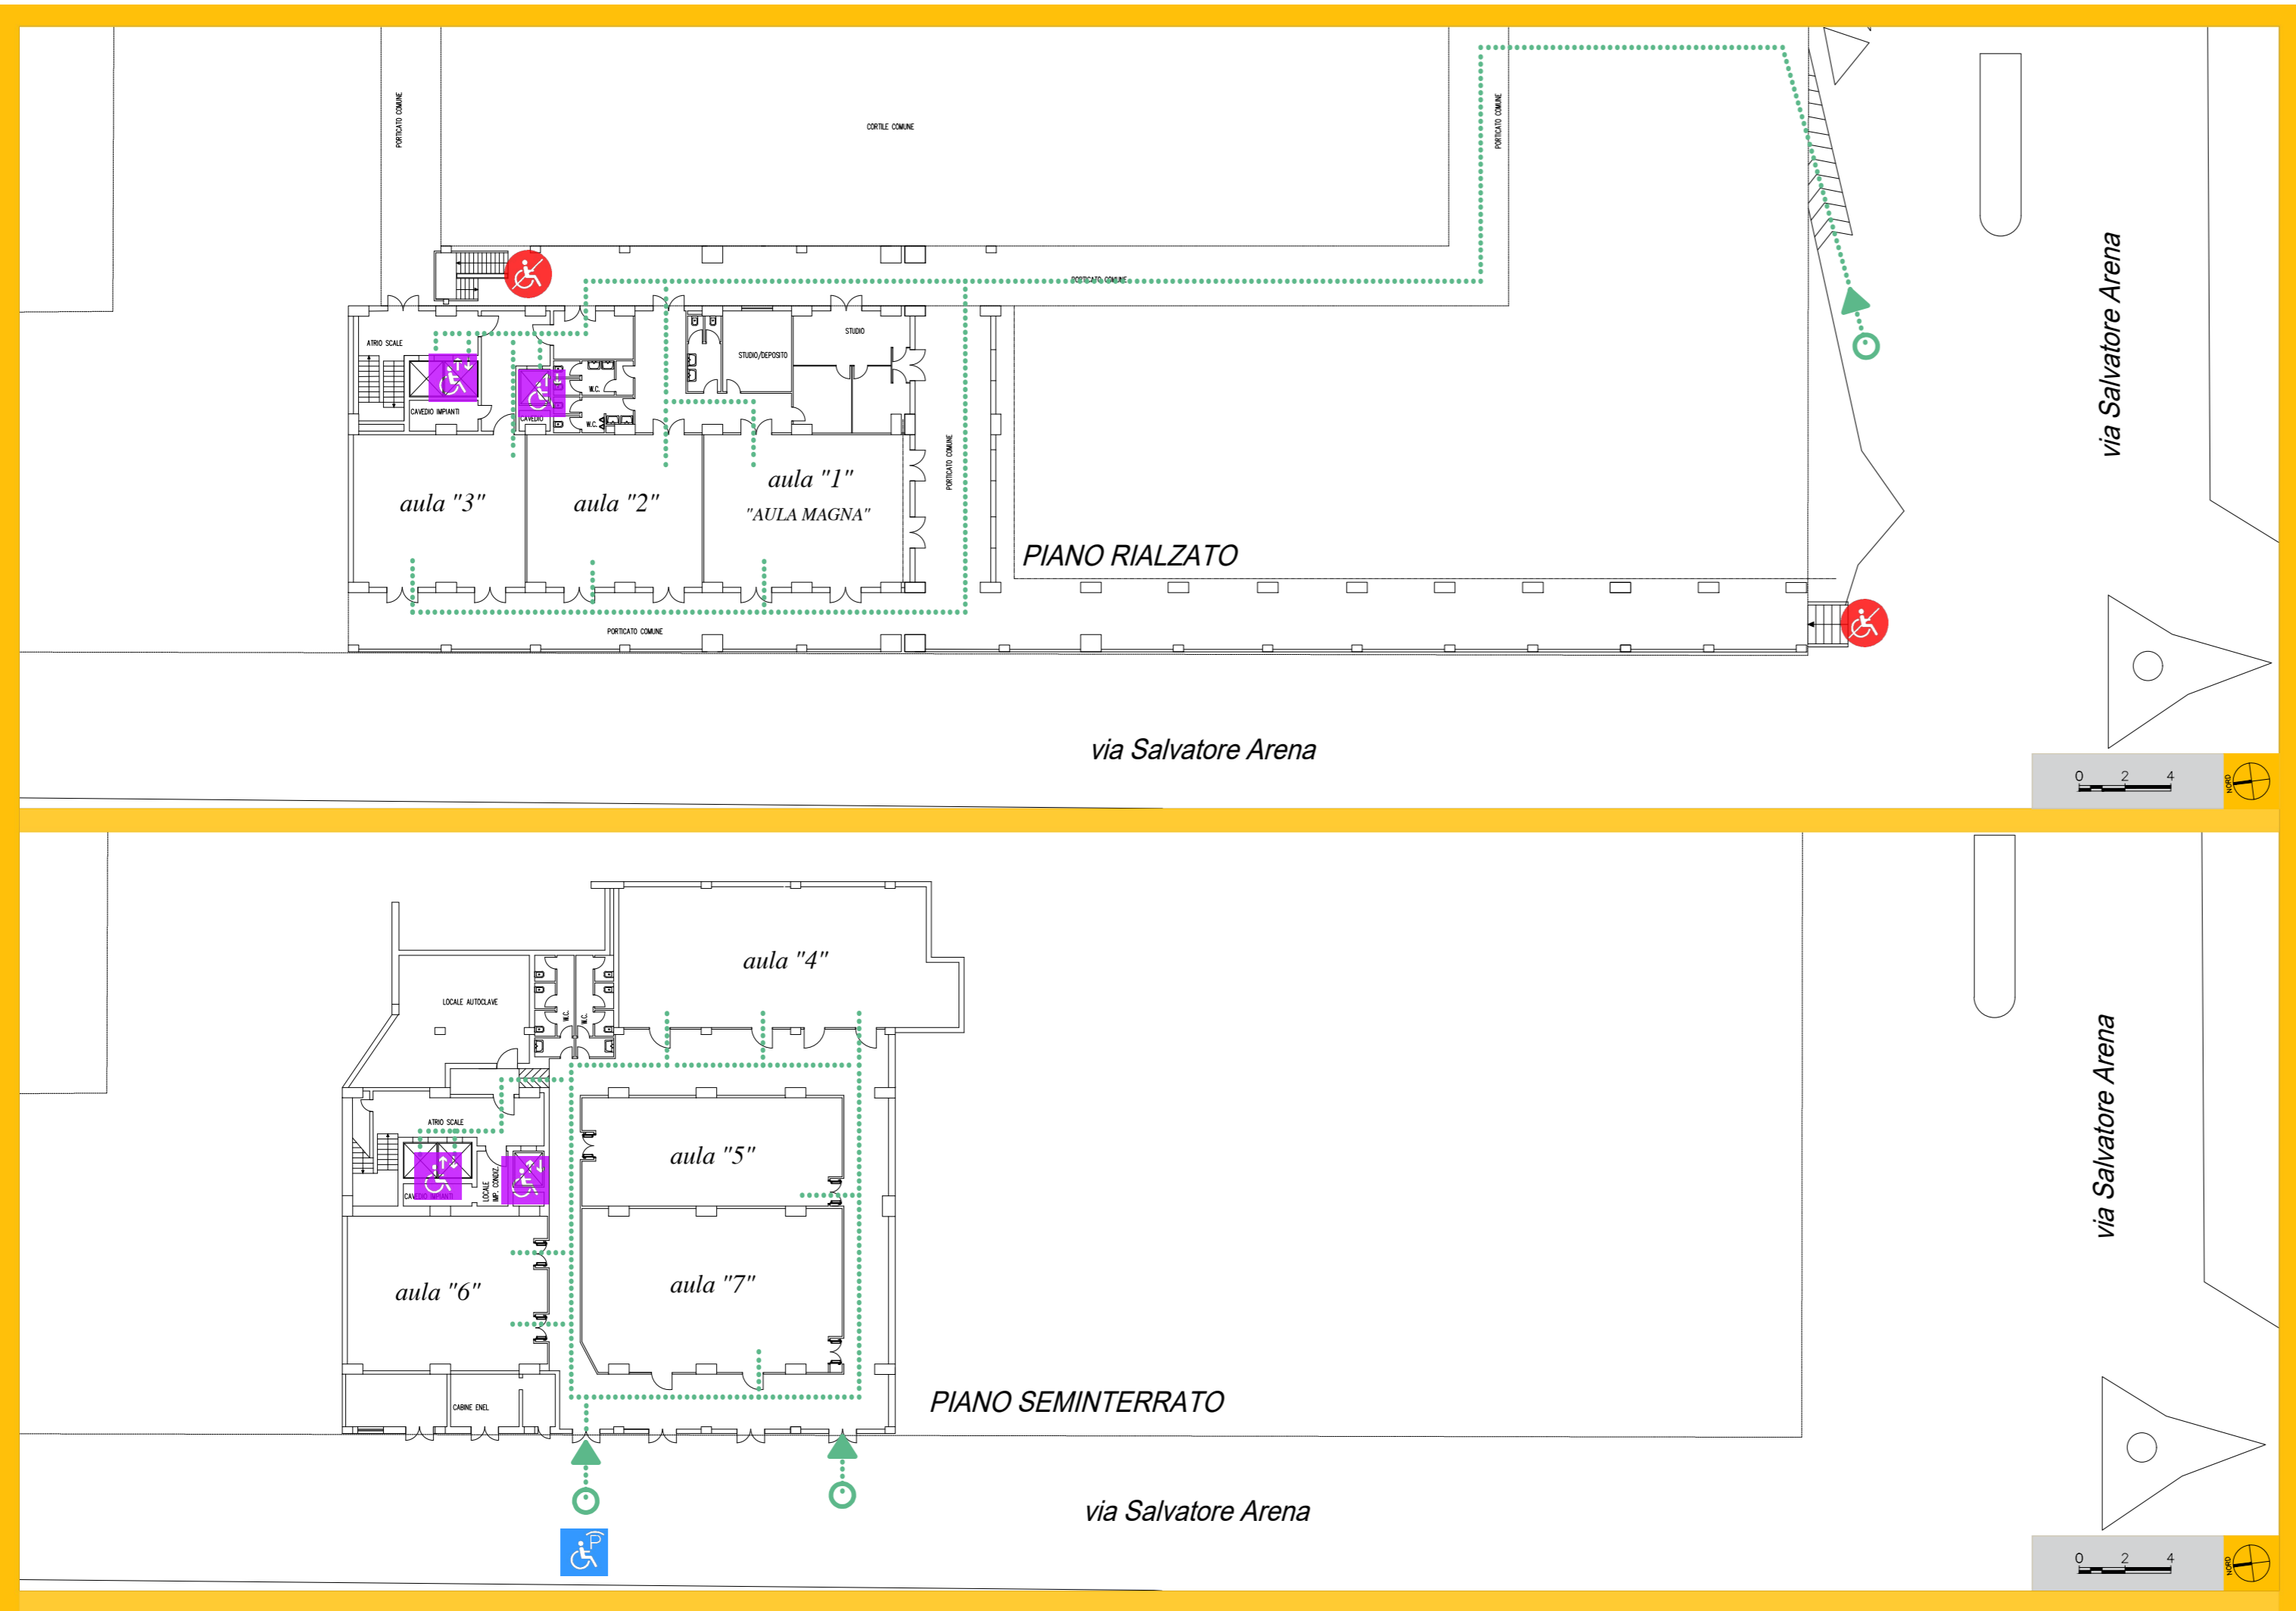 PORTICATO COMUNE
CORTILE COMUNE
PORTICATO COMUNE
via Salvatore Arena
PORTICATO COMUNE
ATRIO SCALE
STUDIO
STUDIO/DEPOSITO
W.C.
CAVEDIO IMPIANTI
CAVEDIO
W.C.
PORTICATO COMUNE
aula "3"
aula "2"
aula "1"
"AULA MAGNA"
PIANO RIALZATO
PORTICATO COMUNE
via Salvatore Arena
0 2 4
NORD
aula "4"
LOCALE AUTOCLAVE
W.C.
W.C.
via Salvatore Arena
ATRIO SCALE
aula "5"
LOCALE
IMP. CONDIZ.
CAVEDIO IMPIANTI
aula "6"
aula "7"
PIANO SEMINTERRATO
CABINE ENEL
via Salvatore Arena
P
0 2 4
NORD